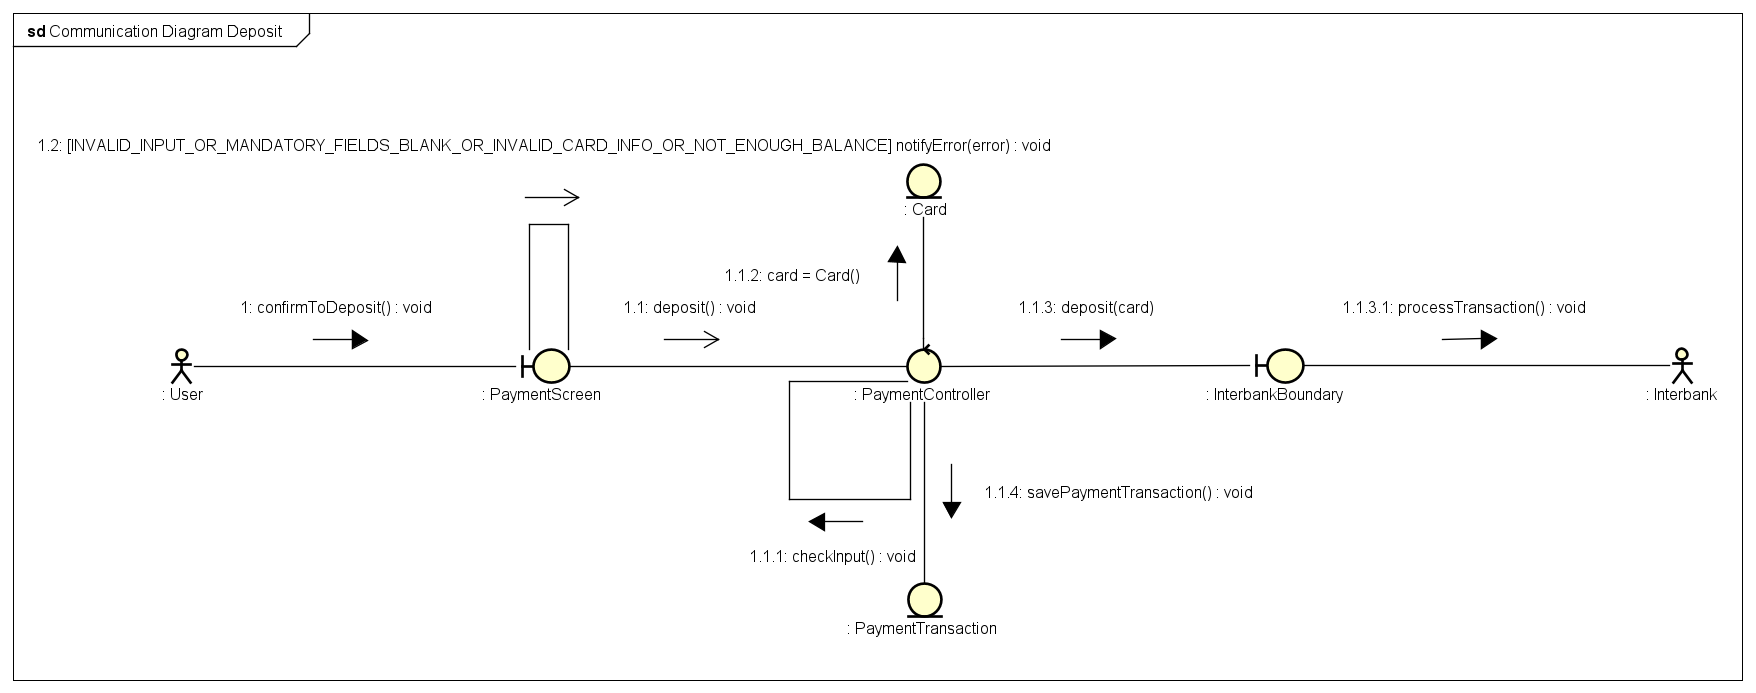 sd Communication Diagram Deposit
1.2: [INVALID_INPUT_OR_MANDATORY_FIELDS_BLANK_OR_INVALID_CARD_INFO_OR_NOT_ENOUGH_BALANCE] notifyError(error) : void
: Card
1.1.2: card = Card()
1: confirmToDeposit() : void
1.1: deposit() : void
1.1.3: deposit(card)
1.1.3.1: processTransaction() : void
: User
: PaymentScreen
: PaymentController
: InterbankBoundary
: Interbank
1.1.4: savePaymentTransaction() : void
1.1.1: checkInput() : void
: PaymentTransaction